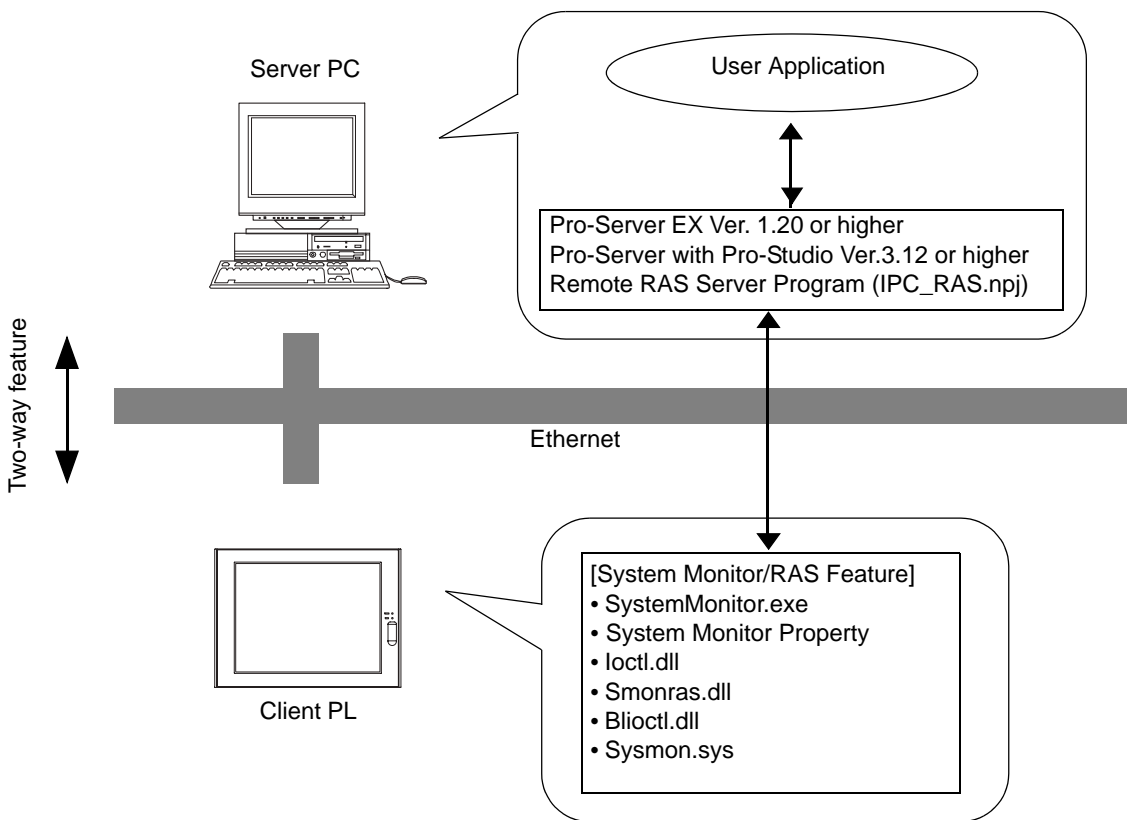 Server PC
User Application
Pro-Server EX Ver. 1.20 or higher
Pro-Server with Pro-Studio Ver.3.12 or higher
Remote RAS Server Program (IPC_RAS.npj)
Two-way feature
Ethernet
Client PL
[System Monitor/RAS Feature]
• SystemMonitor.exe
• System Monitor Property
• Ioctl.dll
• Smonras.dll
• Blioctl.dll
• Sysmon.sys